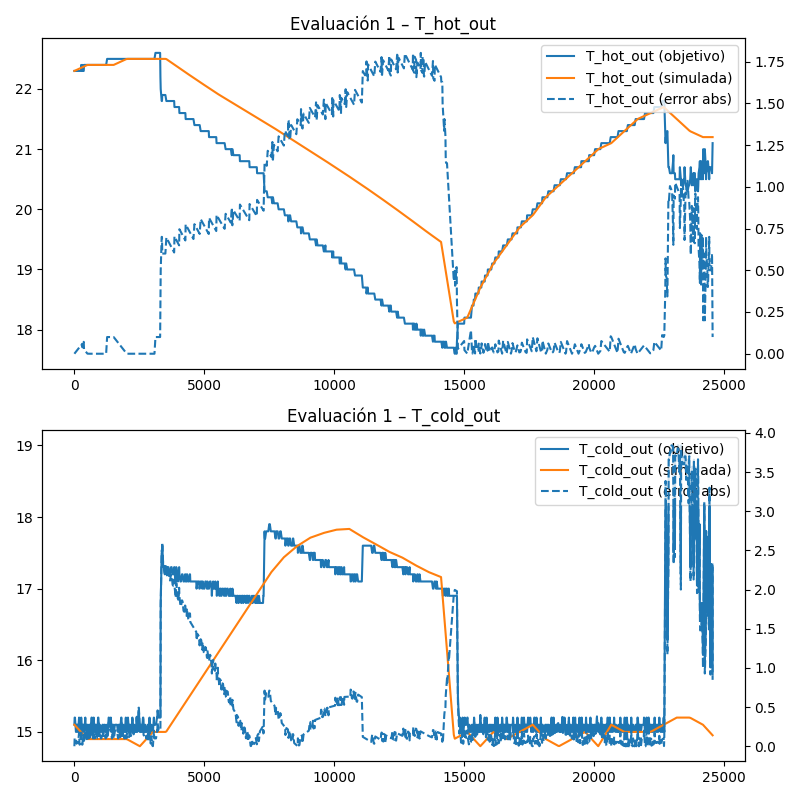 Evaluación 1 – T_hot_out
T_hot_out (objetivo)
T_hot_out (simulada)
T_hot_out (error abs)
22
21
20
19
18
1.75
1.50
1.25
1.00
0.75
0.50
0.25
0.00
0 5000 10000 15000 20000 25000
Evaluación 1 – T_cold_out
T_cold_out (objetivo)
T_cold_out (simulada)
T_cold_out (error abs)
19
18
17
16
15
4.0
3.5
3.0
2.5
2.0
1.5
1.0
0.5
0.0
0 5000 10000 15000 20000 25000